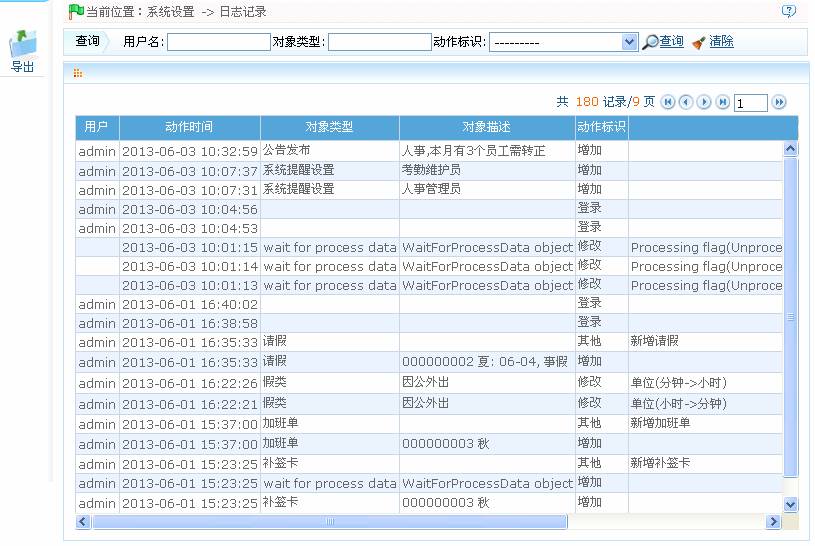 当前位置：系统设置 -> 日志记录
导出
查询 用户名: 对象类型: 动作标识: --------- 查询 清除
共 180 记录/9 页 1
用户 动作时间 对象类型 对象描述 动作标识
admin 2013-06-03 10:32:59 公告发布 人事,本月有3个员工需转正 增加
admin 2013-06-03 10:07:37 系统提醒设置 考勤维护员 增加
admin 2013-06-03 10:07:31 系统提醒设置 人事管理员 增加
admin 2013-06-03 10:04:56 登录
admin 2013-06-03 10:04:53 登录
2013-06-03 10:01:15 wait for process data WaitForProcessData object 修改 Processing flag(Unproce
2013-06-03 10:01:14 wait for process data WaitForProcessData object 修改 Processing flag(Unproce
2013-06-03 10:01:13 wait for process data WaitForProcessData object 修改 Processing flag(Unproce
admin 2013-06-01 16:40:02 登录
admin 2013-06-01 16:38:58 登录
admin 2013-06-01 16:35:33 请假 其他 新增请假
admin 2013-06-01 16:35:33 请假 000000002 夏: 06-04, 事假 增加
admin 2013-06-01 16:22:26 假类 因公外出 修改 单位(分钟->小时)
admin 2013-06-01 16:22:21 假类 因公外出 修改 单位(小时->分钟)
admin 2013-06-01 15:37:00 加班单 其他 新增加班单
admin 2013-06-01 15:37:00 加班单 000000003 秋 增加
admin 2013-06-01 15:23:25 补签卡 其他 新增补签卡
admin 2013-06-01 15:23:25 wait for process data WaitForProcessData object 增加
admin 2013-06-01 15:23:25 补签卡 000000003 秋 增加